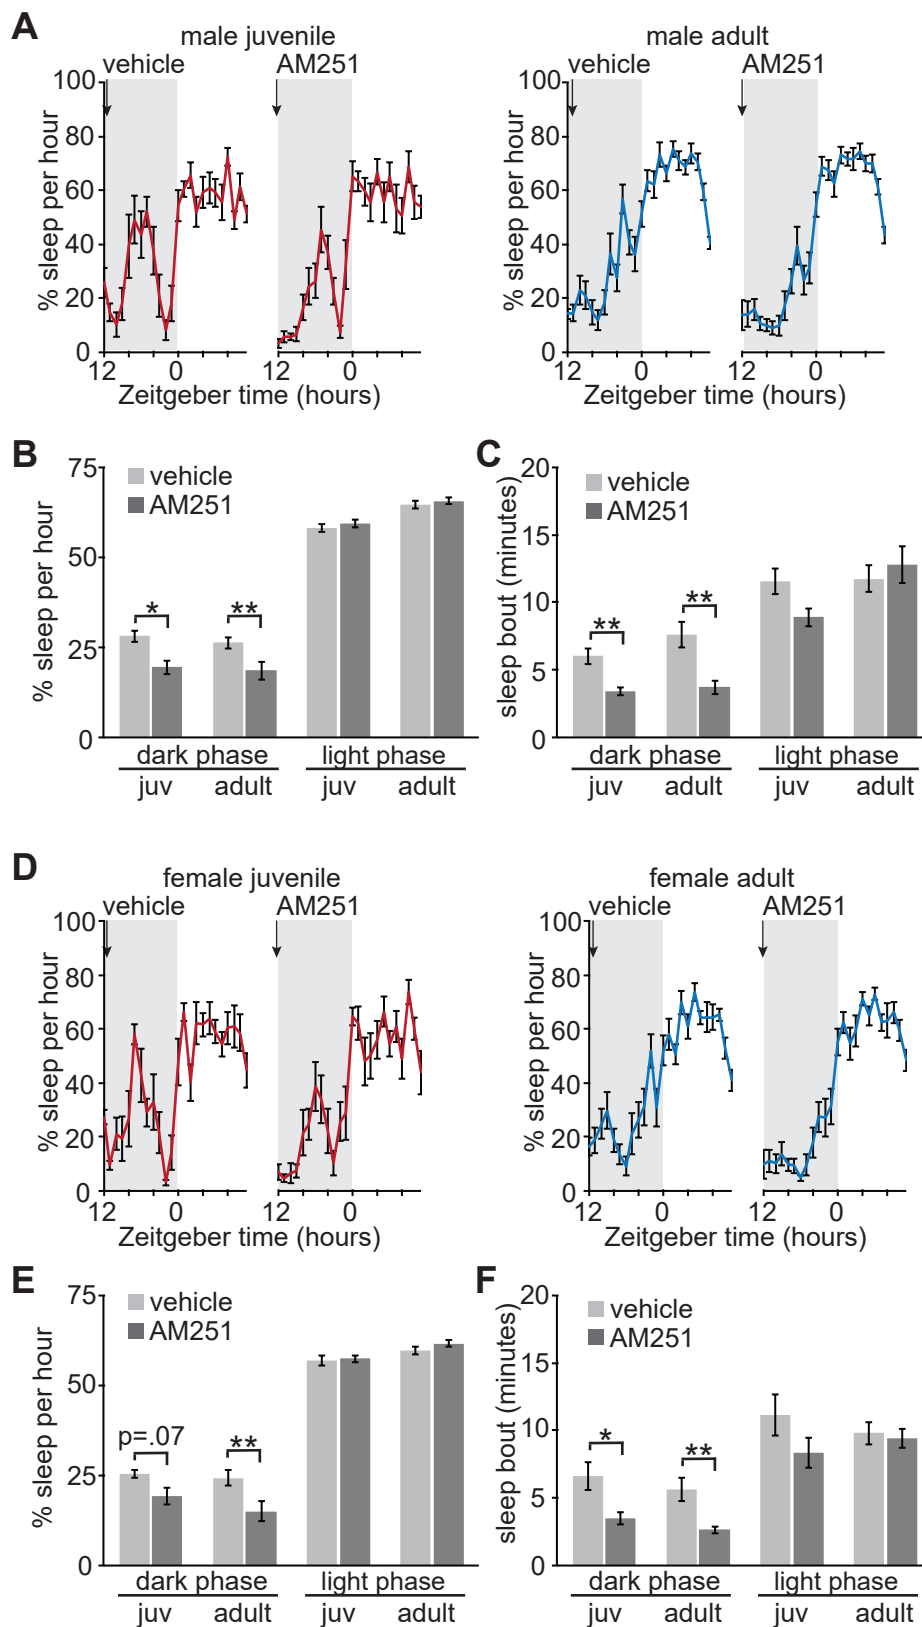 A
male juvenile
male adult
vehicle
AM251
vehicle
AM251
% sleep per hour
100
80
60
40
20
0
12
0
0
Zeitgeber time (hours)
% sleep per hour
100
80
60
40
20
0
12
0
12
0
Zeitgeber time (hours)
B
% sleep per hour
75
50
25
0
vehicle
AM251
*
**
dark phase
light phase
juv
adult
juv
adult
C
sleep bout (minutes)
20
15
10
5
0
vehicle
AM251
**
**
dark phase
light phase
juv
adult
juv
adult
D
female juvenile
female adult
vehicle
AM251
vehicle
AM251
% sleep per hour
100
80
60
40
20
0
12
0
12
0
Zeitgeber time (hours)
% sleep per hour
100
80
60
40
20
0
12
0
12
0
Zeitgeber time (hours)
E
% sleep per hour
75
50
25
0
vehicle
AM251
p=.07
**
dark phase
light phase
juv
adult
juv
adult
F
sleep bout (minutes)
20
15
10
5
0
vehicle
AM251
*
**
dark phase
light phase
juv
adult
juv
adult